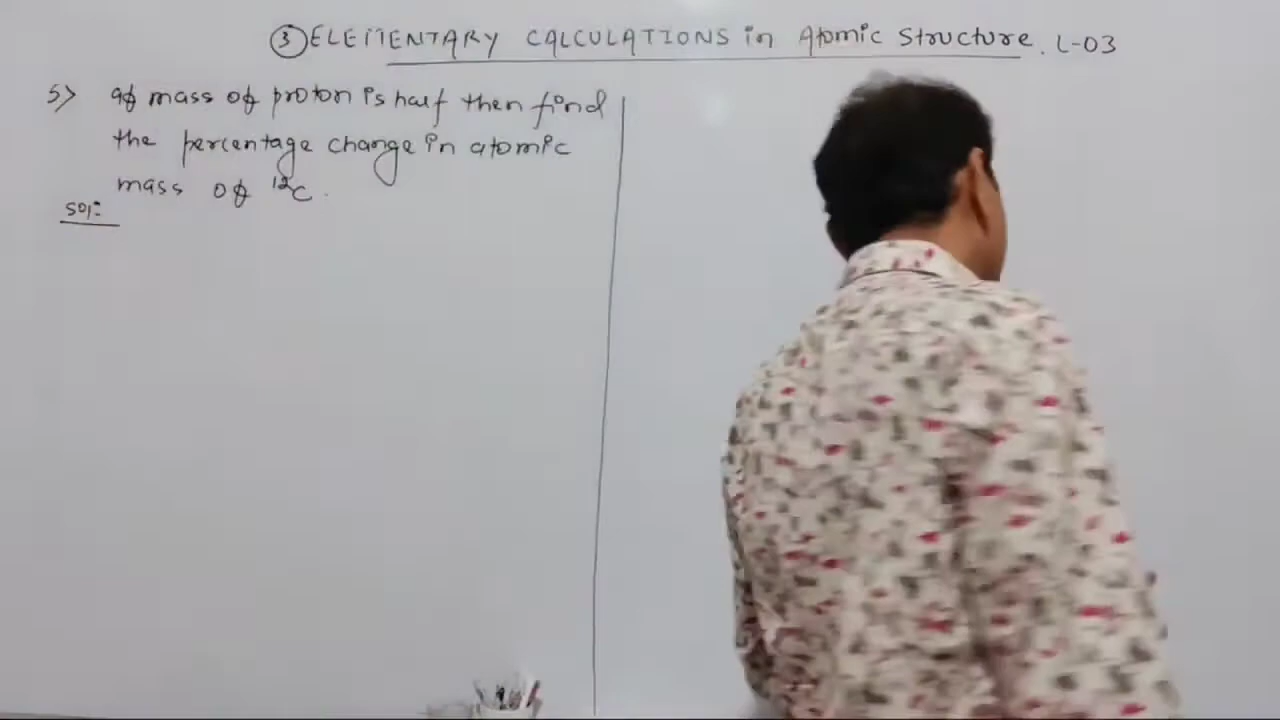 ③ ELEMENTARY CALCULATIONS in Atomic Structure. L-03
5> If mass of proton is half then find
the percentage change in atomic
mass of ¹²C.
Sol: